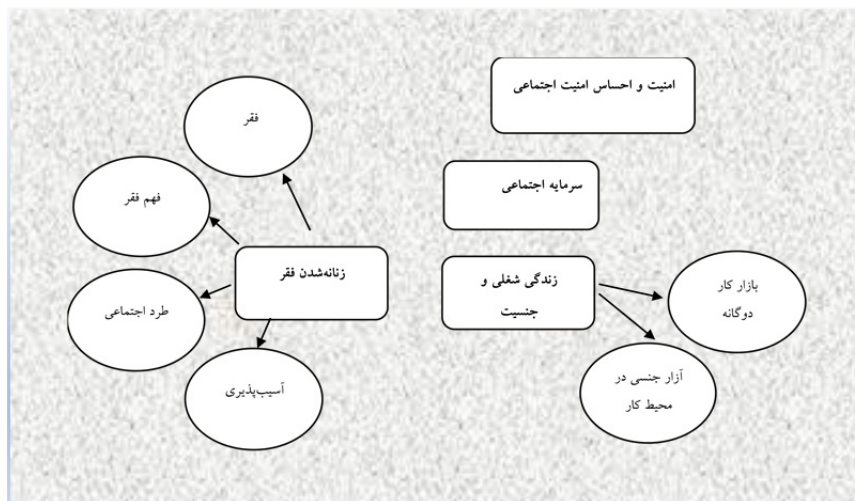 امنیت و احساس امنیت اجتماعی
سرمایه اجتماعی
زندگی شغلی و
جنسیت
بازار کار
دوگانه
آزار جنسی در
محیط کار
زنانه‌شدن فقر
فقر
فهم فقر
طرد اجتماعی
آسیب‌پذیری